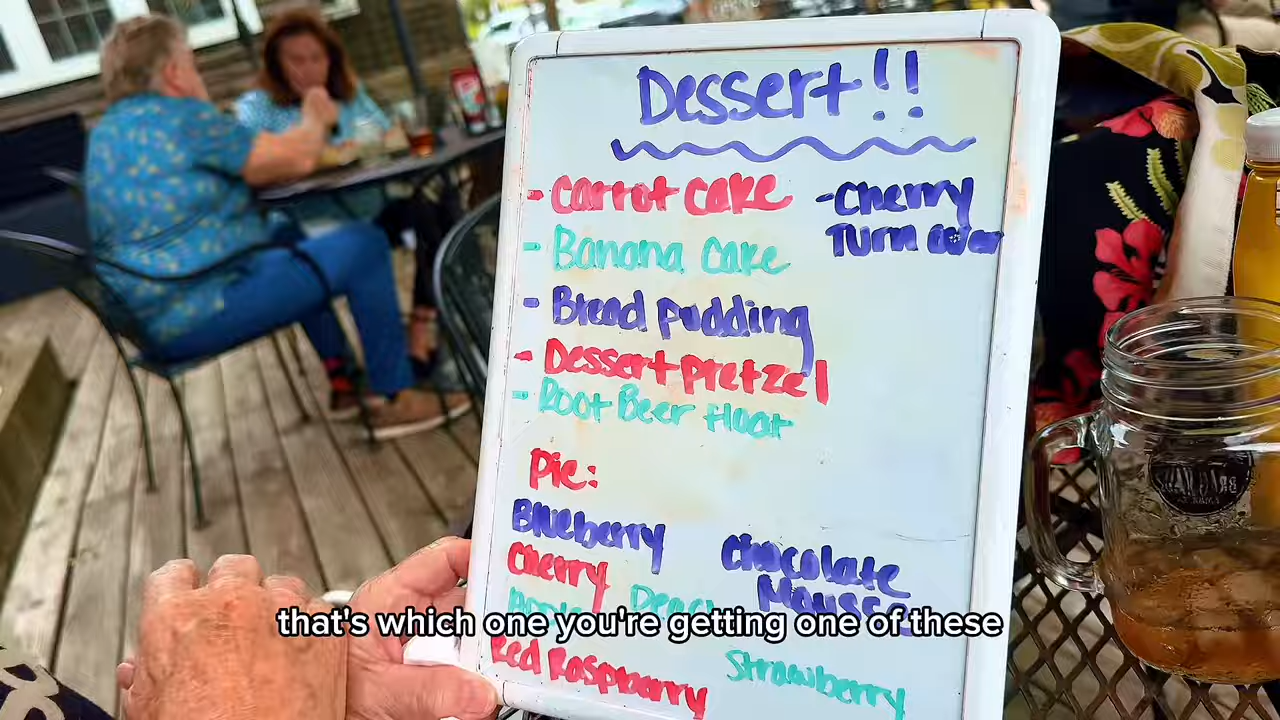 Dessert!!
- Carrot cake
- Banana Cake
- Bread pudding
- Dessert pretzel
- Root Beer float
- Cherry
Turn over
Pie:
Blueberry
Cherry
Red Raspberry
Chocolate
Mousse
Strawberry
that's which one you're getting one of these